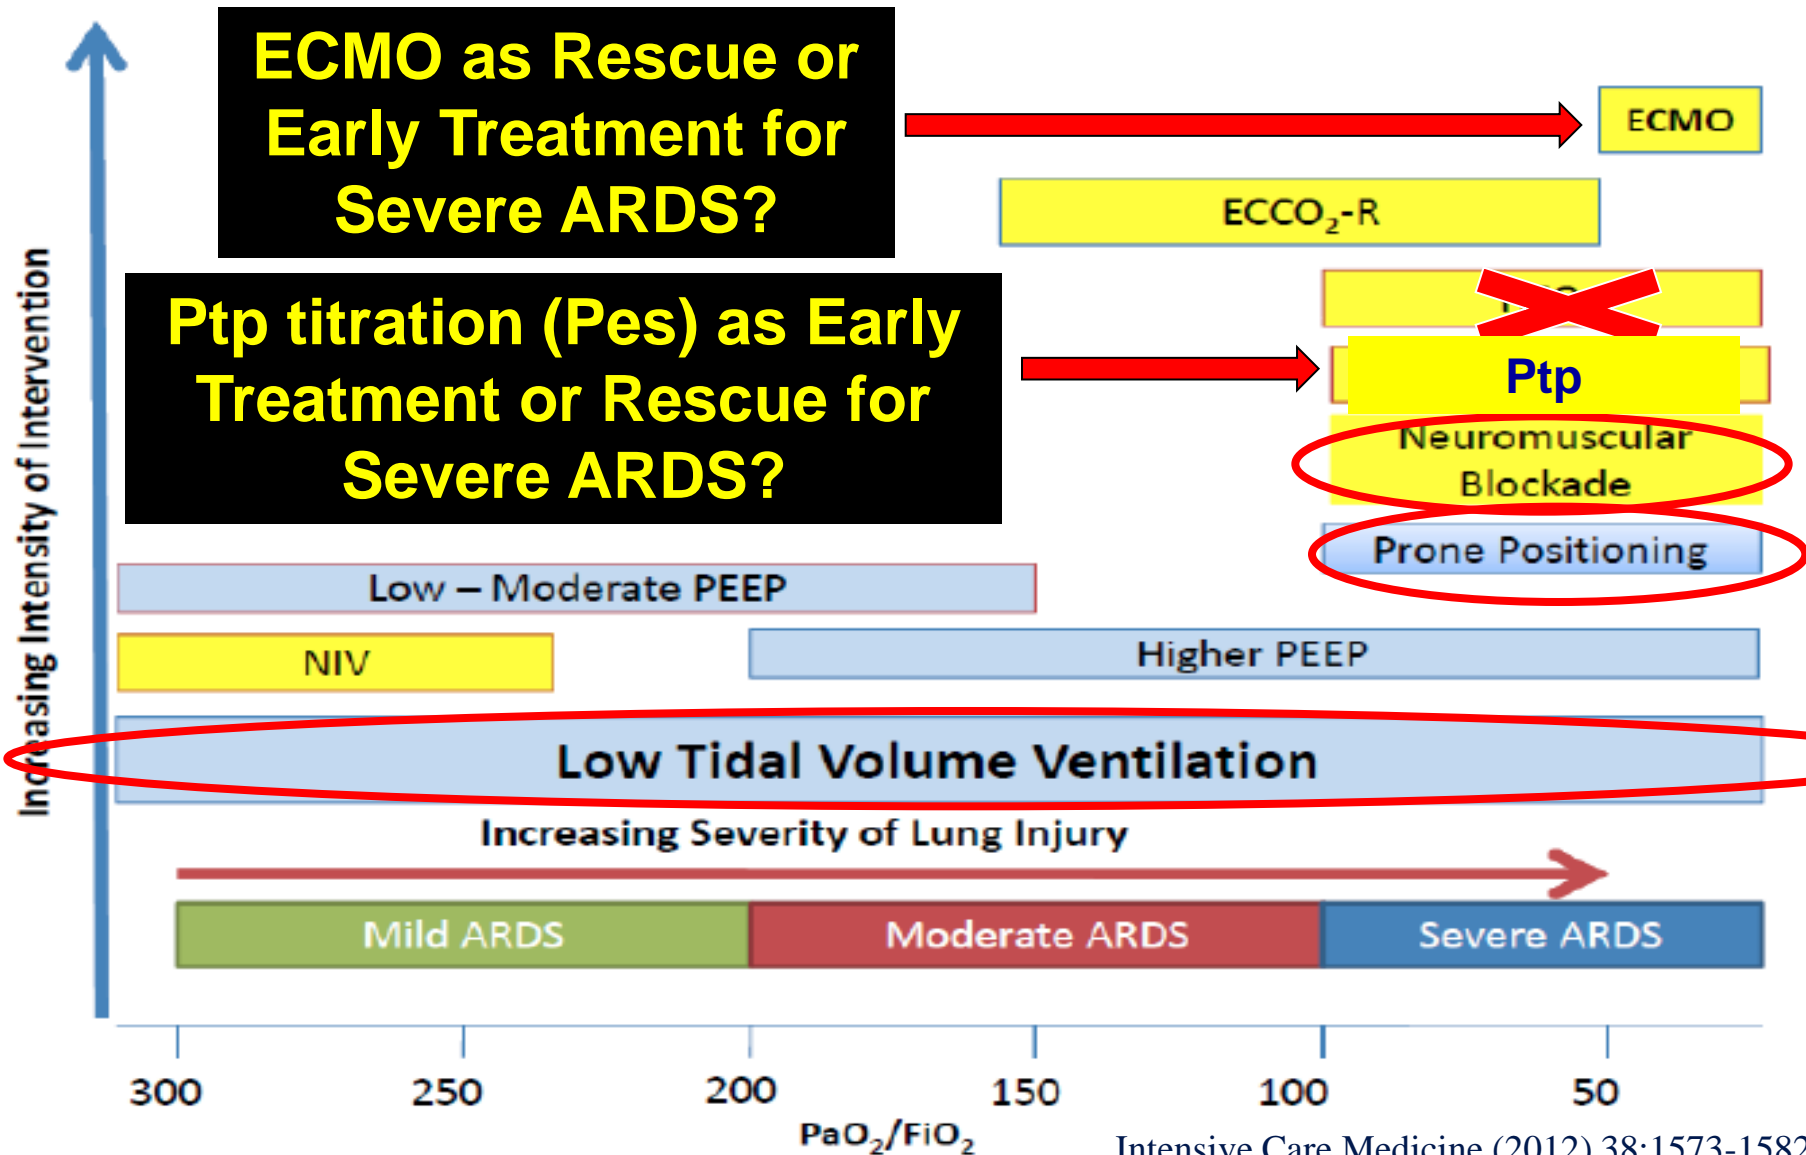 ECMO as Rescue or
Early Treatment for
Severe ARDS?
ECMO
ECCO₂-R
Ptp titration (Pes) as Early
Treatment or Rescue for
Severe ARDS?
Ptp
Neuromuscular
Blockade
Prone Positioning
Low – Moderate PEEP
NIV
Higher PEEP
Low Tidal Volume Ventilation
Increasing Intensity of Intervention
Increasing Severity of Lung Injury
Mild ARDS
Moderate ARDS
Severe ARDS
300 250 200 150 100 50
PaO₂/FiO₂
Intensive Care Medicine (2012) 38:1573-1582